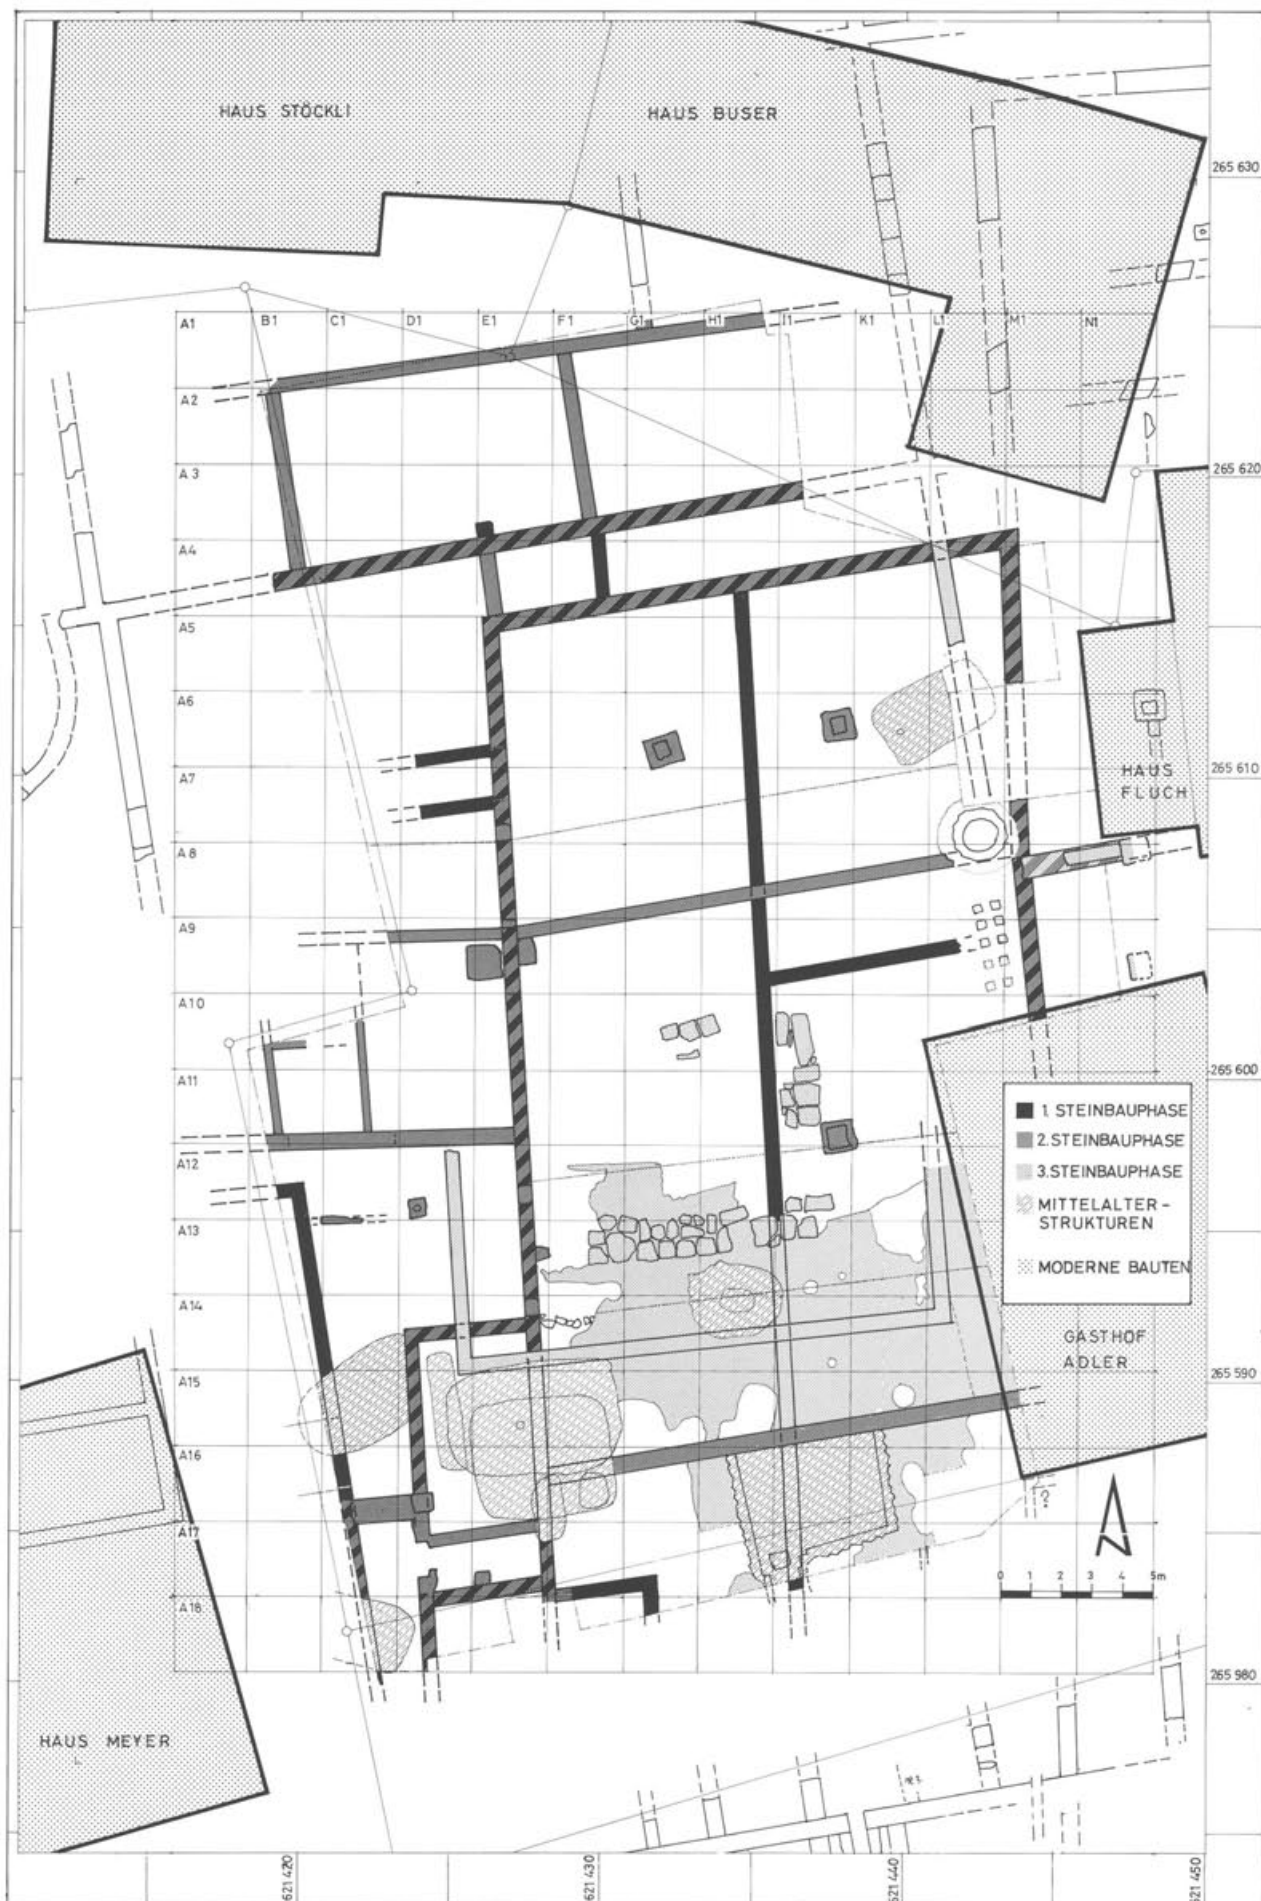 HAUS STÖCKLI
HAUS BUSER
265 630
A1 B1 C1 D1 E1 F1 G1 H1 I1 K1 L1 M1 N1
A2
A3
265 620
A4
A5
A6
A7
265 610
HAUS
FLUCH
A8
A9
A10
A11
265 600
1. STEINBAUPHASE
2. STEINBAUPHASE
3. STEINBAUPHASE
MITTELALTER-
STRUKTUREN
MODERNE BAUTEN
A12
A13
A14
GASTHOF
ADLER
A15
265 590
A16
?
A17
0 1 2 3 4 5m
A18
265 980
HAUS MEYER
621 420
621 430
621 440
621 450